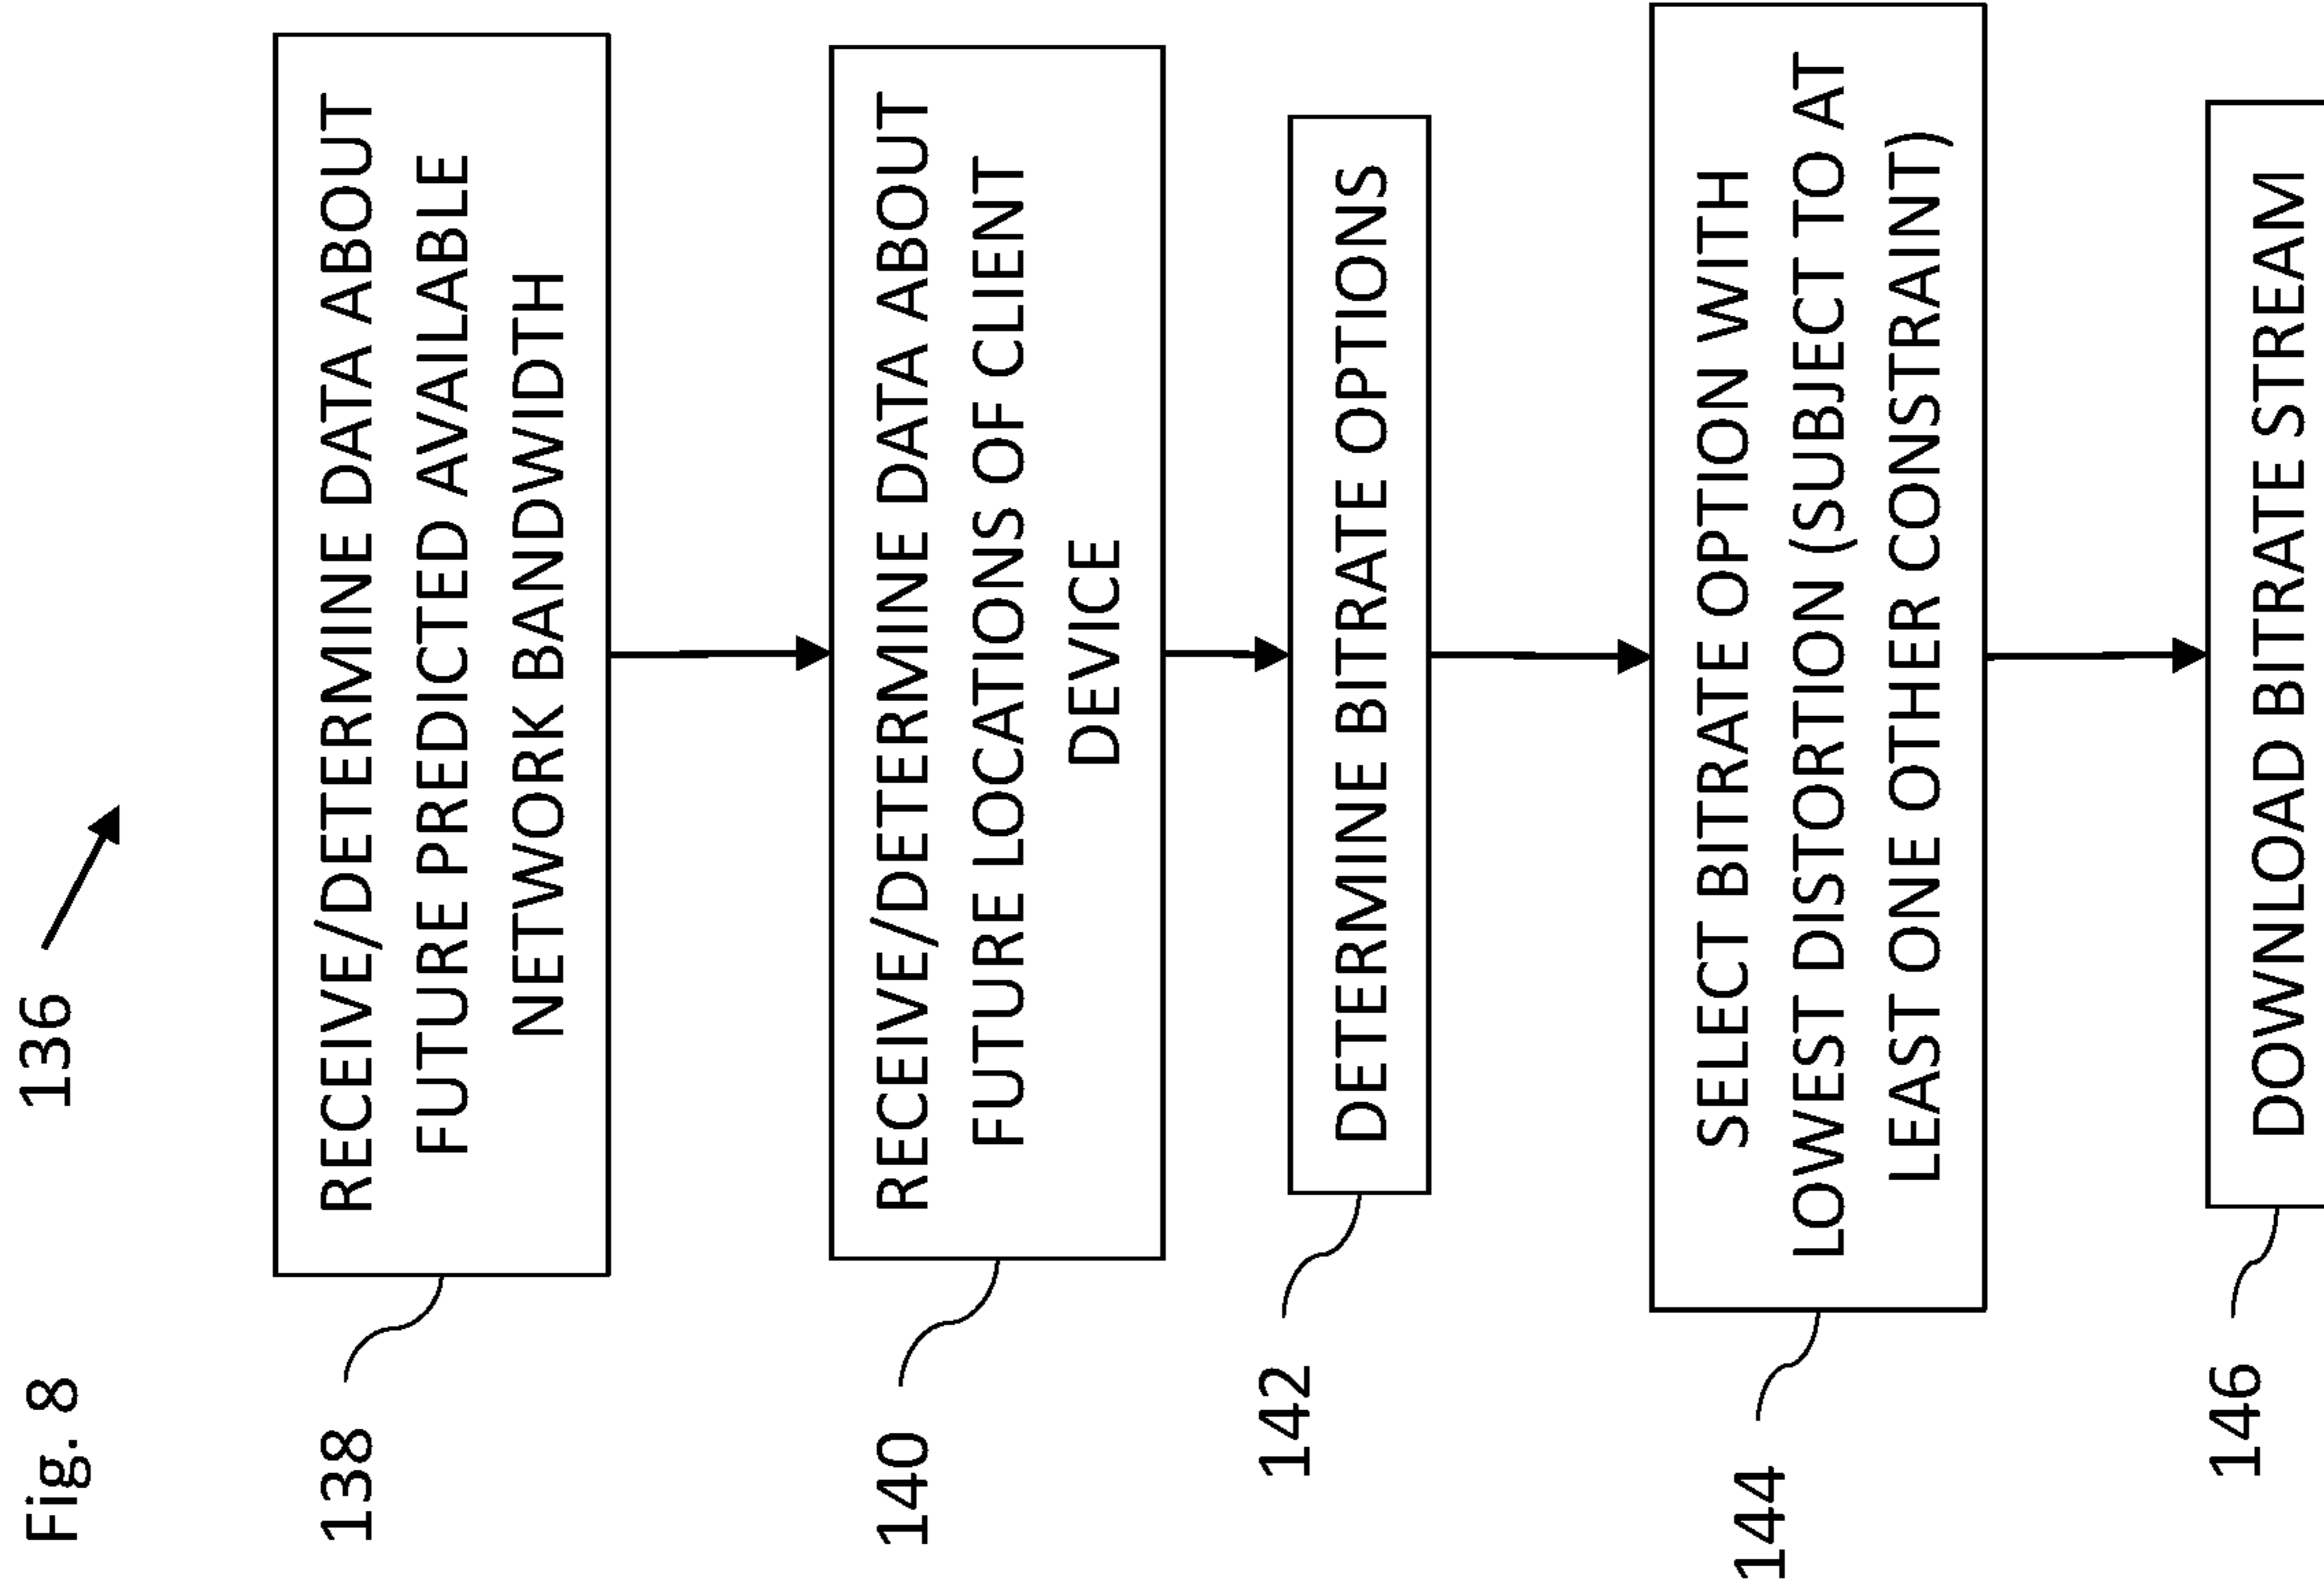 Fig. 8
136
138
RECEIVE/DETERMINE DATA ABOUT
FUTURE PREDICTED AVAILABLE
NETWORK BANDWIDTH
140
RECEIVE/DETERMINE DATA ABOUT
FUTURE LOCATIONS OF CLIENT
DEVICE
142
DETERMINE BITRATE OPTIONS
144
SELECT BITRATE OPTION WITH
LOWEST DISTORTION (SUBJECT TO AT
LEAST ONE OTHER CONSTRAINT)
146
DOWNLOAD BITRATE STREAM